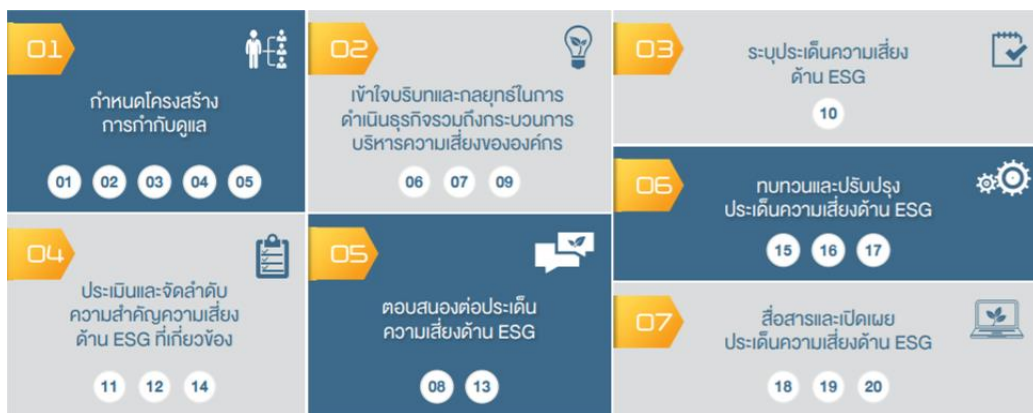 01
กำหนดโครงสร้าง
การกำกับดูแล
01 02 03 04 05
02
เข้าใจบริบทและกลยุทธ์ในการ
ดำเนินธุรกิจรวมถึงกระบวนการ
บริหารความเสี่ยงขององค์กร
06 07 09
03
ระบุประเด็นความเสี่ยง
ด้าน ESG
10
04
ประเมินและจัดลำดับ
ความสำคัญความเสี่ยง
ด้าน ESG ที่เกี่ยวข้อง
11 12 14
05
ตอบสนองต่อประเด็น
ความเสี่ยงด้าน ESG
08 13
06
ทบทวนและปรับปรุง
ประเด็นความเสี่ยงด้าน ESG
15 16 17
07
สื่อสารและเปิดเผย
ประเด็นความเสี่ยงด้าน ESG
18 19 20